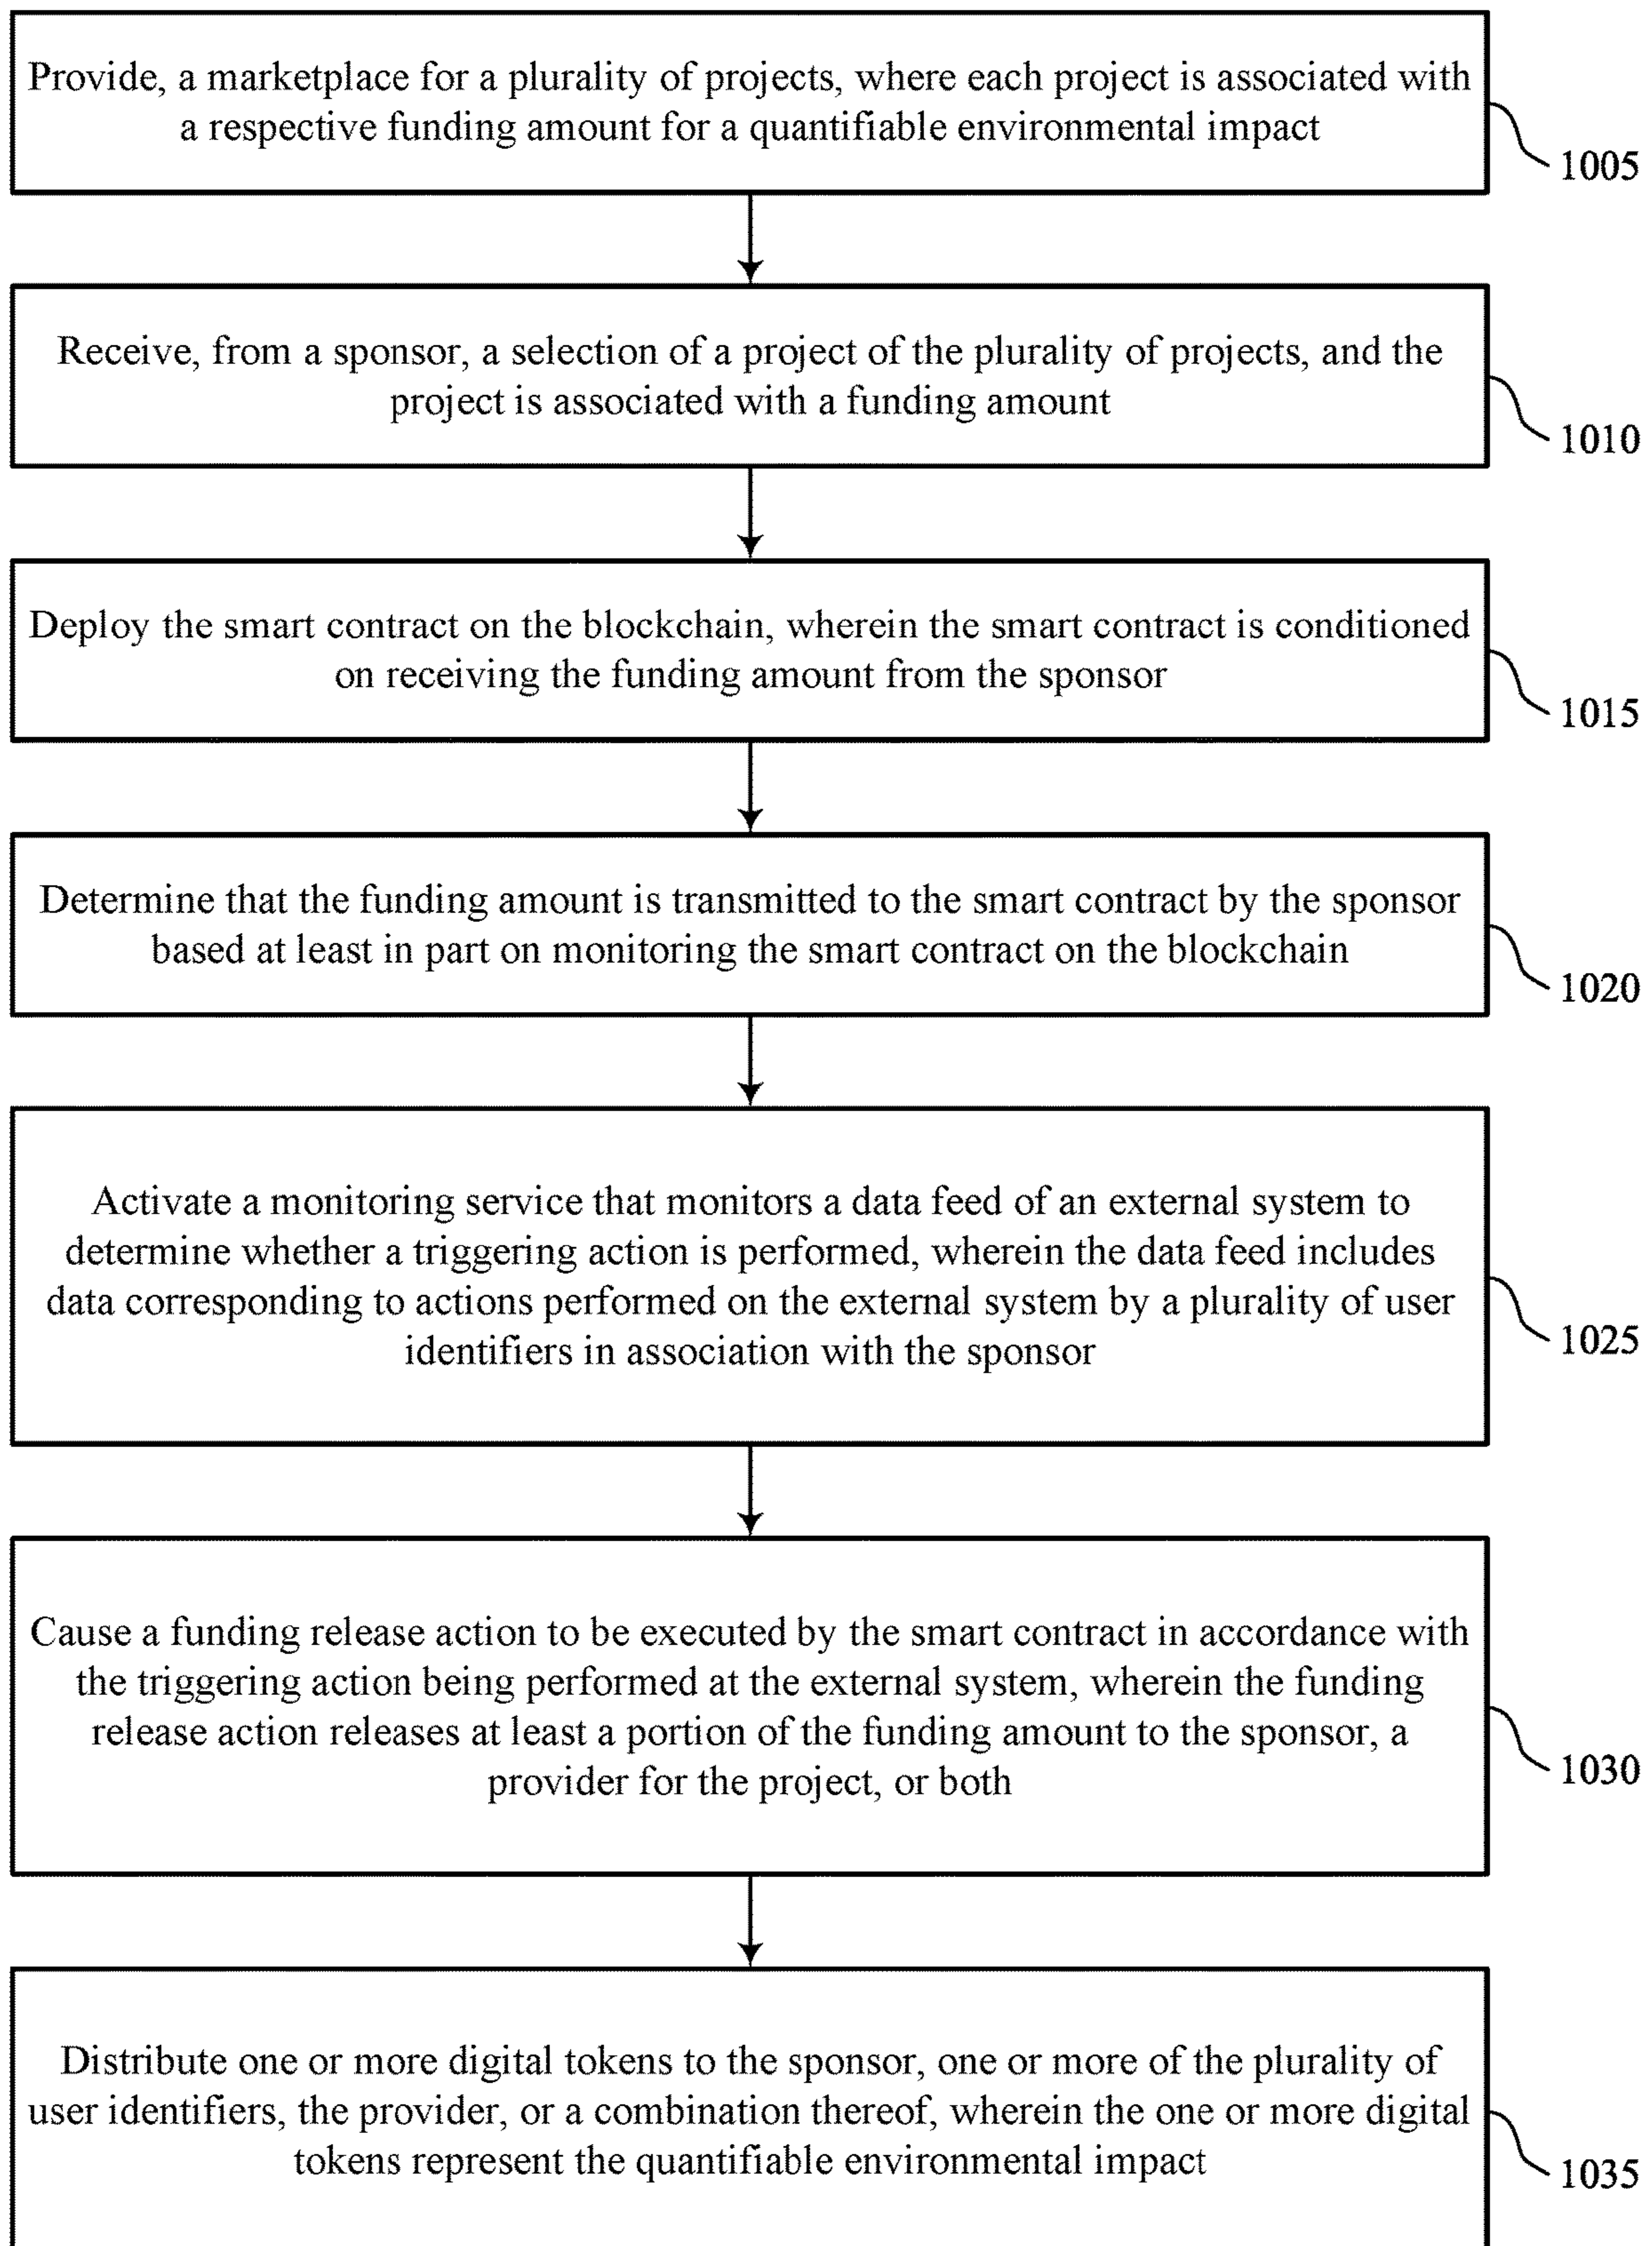 Provide, a marketplace for a plurality of projects, where each project is associated with
a respective funding amount for a quantifiable environmental impact
1005
Receive, from a sponsor, a selection of a project of the plurality of projects, and the
project is associated with a funding amount
1010
Deploy the smart contract on the blockchain, wherein the smart contract is conditioned
on receiving the funding amount from the sponsor
1015
Determine that the funding amount is transmitted to the smart contract by the sponsor
based at least in part on monitoring the smart contract on the blockchain
1020
Activate a monitoring service that monitors a data feed of an external system to
determine whether a triggering action is performed, wherein the data feed includes
data corresponding to actions performed on the external system by a plurality of user
identifiers in association with the sponsor
1025
Cause a funding release action to be executed by the smart contract in accordance with
the triggering action being performed at the external system, wherein the funding
release action releases at least a portion of the funding amount to the sponsor, a
provider for the project, or both
1030
Distribute one or more digital tokens to the sponsor, one or more of the plurality of
user identifiers, the provider, or a combination thereof, wherein the one or more digital
tokens represent the quantifiable environmental impact
1035